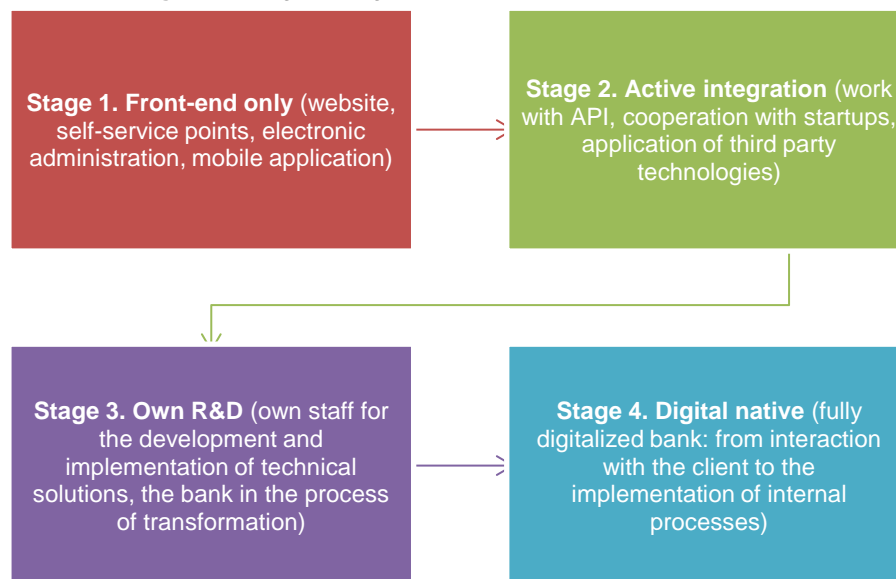 Stage 1. Front-end only (website,
self-service points, electronic
administration, mobile application)
Stage 2. Active integration (work
with API, cooperation with startups,
application of third party
technologies)
Stage 3. Own R&D (own staff for
the development and
implementation of technical
solutions, the bank in the process
of transformation)
Stage 4. Digital native (fully
digitalized bank: from interaction
with the client to the
implementation of internal
processes)